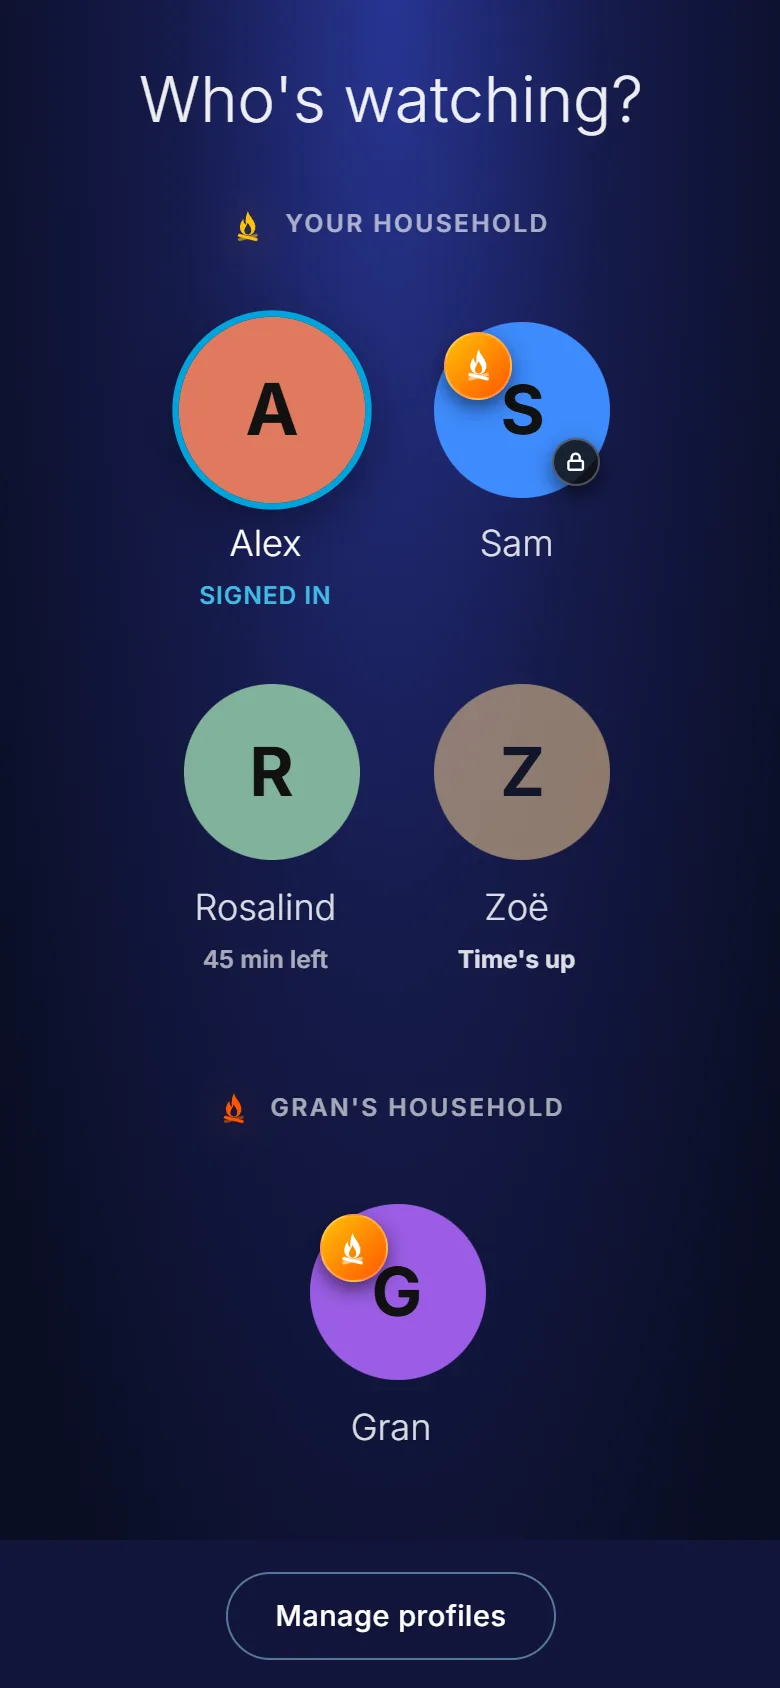 Who's watching?
YOUR HOUSEHOLD
A
S
Alex
Sam
SIGNED IN
R
Z
Rosalind
Zoë
45 min left
Time's up
GRAN'S HOUSEHOLD
G
Gran
Manage profiles